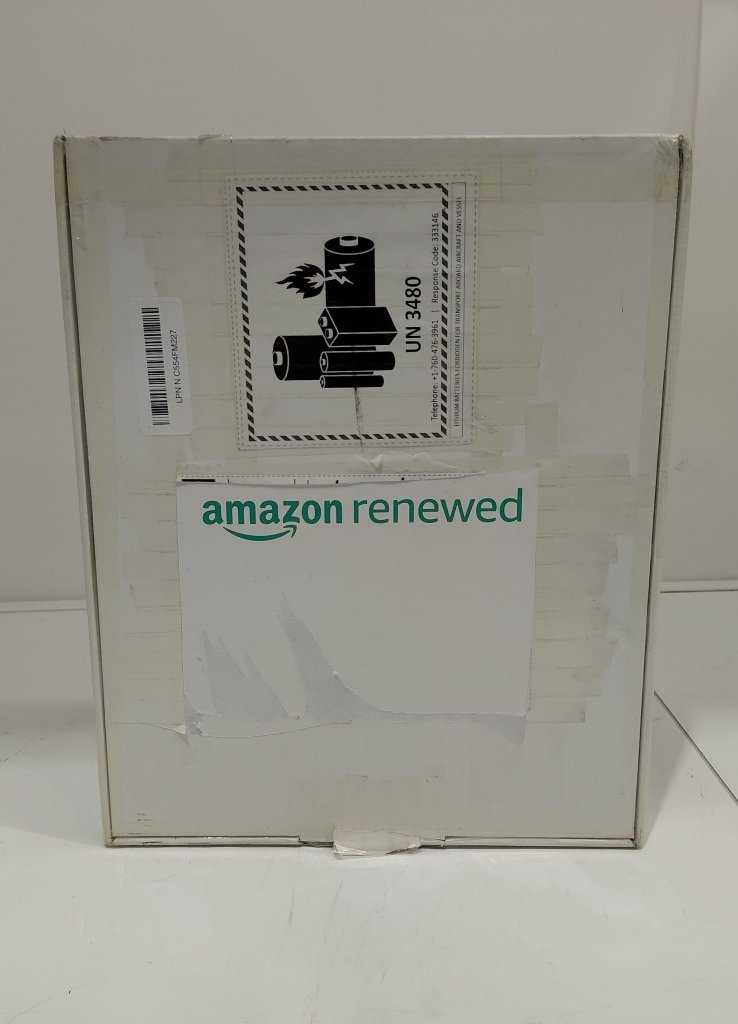 UN 3480
Telephone: +1-760-476-3961 | Response Code: 333146
LITHIUM BATTERIES-FORBIDDEN FOR TRANSPORT ABOARD AIRCRAFT AND VESSEL
LPN N C554FM227
amazon renewed